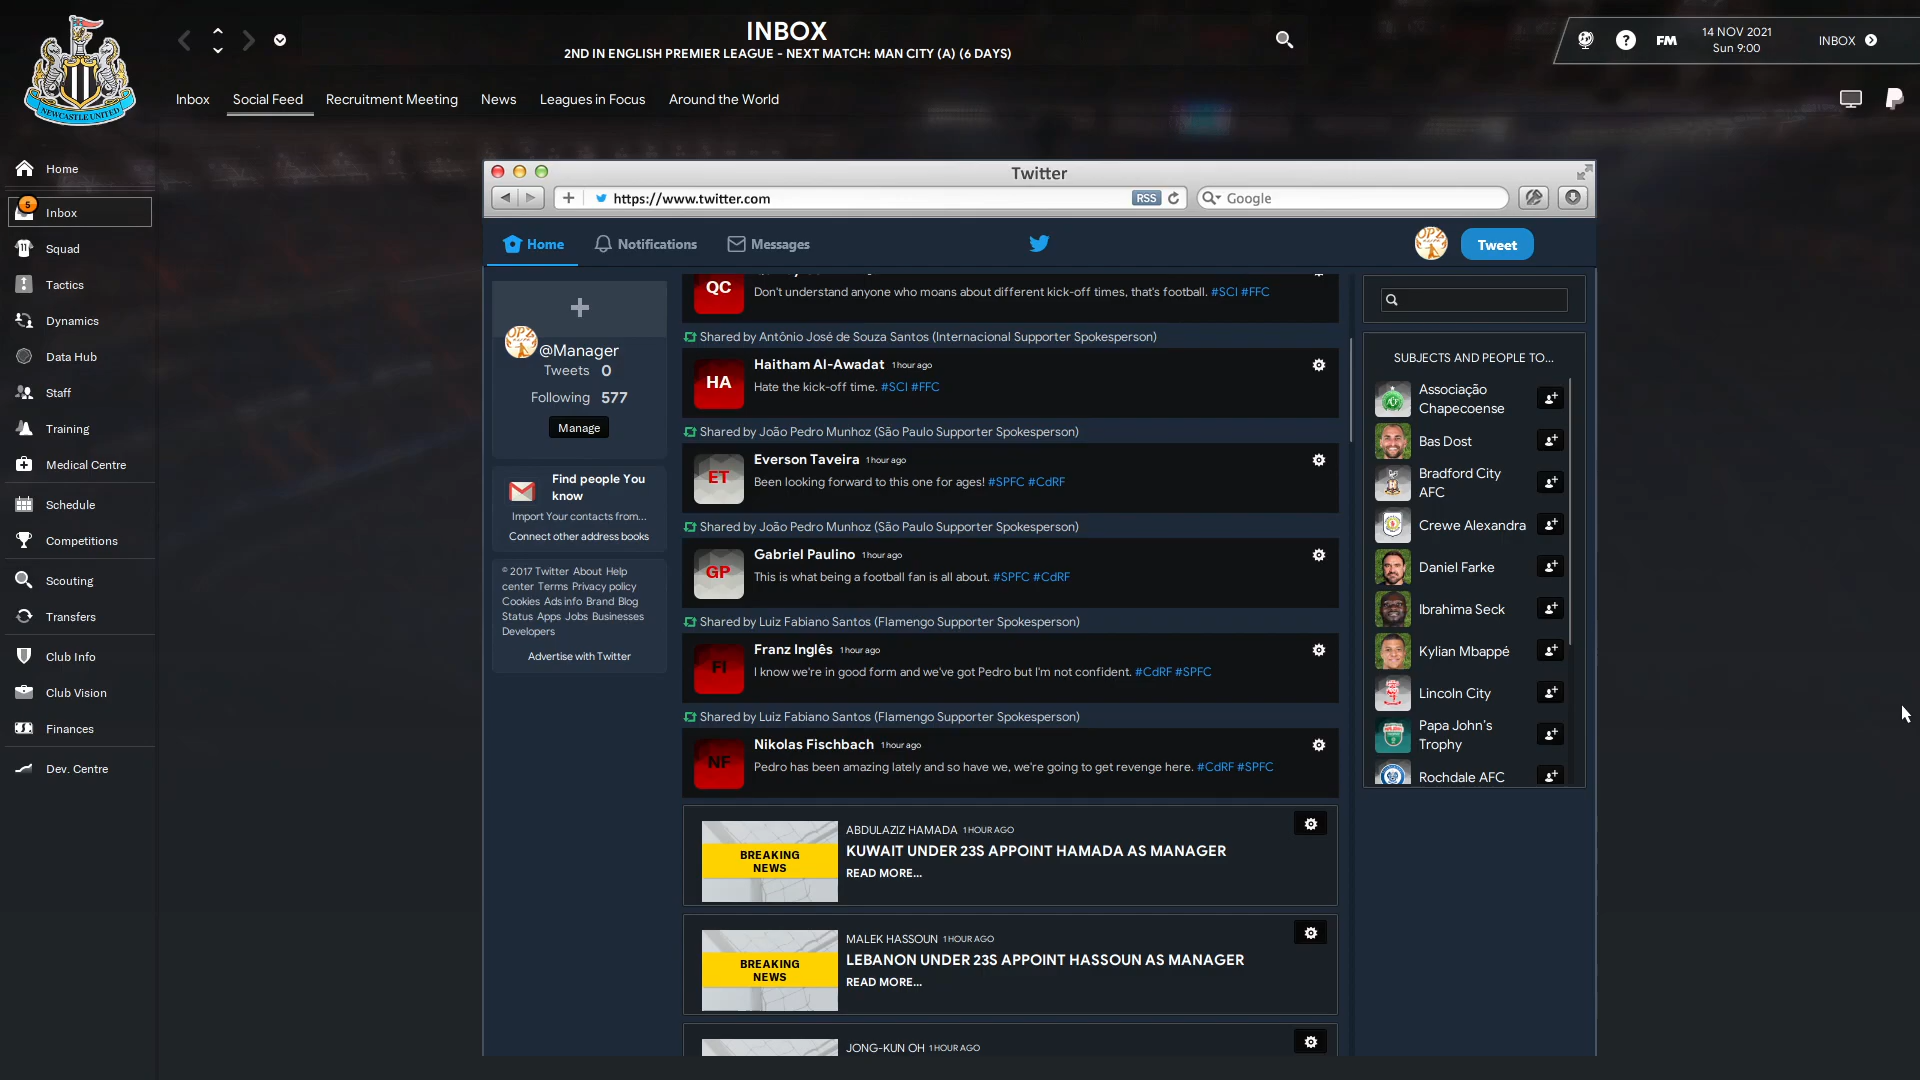 INBOX
2ND IN ENGLISH PREMIER LEAGUE - NEXT MATCH: MAN CITY (A) (6 DAYS)
FM
14 NOV 2021
Sun 9:00
INBOX
NEWCASTLE UNITED
Inbox
Social Feed
Recruitment Meeting
News
Leagues in Focus
Around the World
Home
5
Inbox
Squad
Tactics
Dynamics
Data Hub
Staff
Training
Medical Centre
Schedule
Competitions
Scouting
Transfers
Club Info
Club Vision
Finances
Dev. Centre
Twitter
https://www.twitter.com
RSS
Google
Home
Notifications
Messages
Tweet
@Manager
Tweets 0
Following 577
Manage
Find people You
know
Import Your contacts from...
Connect other address books
© 2017 Twitter About Help
center Terms Privacy policy
Cookies Ads info Brand Blog
Status Apps Jobs Businesses
Developers
Advertise with Twitter
QC
Don't understand anyone who moans about different kick-off times, that's football. #SCI #FFC
Shared by Antônio José de Souza Santos (Internacional Supporter Spokesperson)
HA
Haitham Al-Awadat 1 hour ago
Hate the kick-off time. #SCI #FFC
Shared by João Pedro Munhoz (São Paulo Supporter Spokesperson)
ET
Everson Taveira 1 hour ago
Been looking forward to this one for ages! #SPFC #CdRF
Shared by João Pedro Munhoz (São Paulo Supporter Spokesperson)
GP
Gabriel Paulino 1 hour ago
This is what being a football fan is all about. #SPFC #CdRF
Shared by Luiz Fabiano Santos (Flamengo Supporter Spokesperson)
FI
Franz Inglês 1 hour ago
I know we're in good form and we've got Pedro but I'm not confident. #CdRF #SPFC
Shared by Luiz Fabiano Santos (Flamengo Supporter Spokesperson)
NF
Nikolas Fischbach 1 hour ago
Pedro has been amazing lately and so have we, we're going to get revenge here. #CdRF #SPFC
BREAKING
NEWS
ABDULAZIZ HAMADA 1 HOUR AGO
KUWAIT UNDER 23S APPOINT HAMADA AS MANAGER
READ MORE...
BREAKING
NEWS
MALEK HASSOUN 1 HOUR AGO
LEBANON UNDER 23S APPOINT HASSOUN AS MANAGER
READ MORE...
JONG-KUN OH 1 HOUR AGO
SUBJECTS AND PEOPLE TO...
Associação
Chapecoense
Bas Dost
Bradford City
AFC
Crewe Alexandra
Daniel Farke
Ibrahima Seck
Kylian Mbappé
Lincoln City
Papa John's
Trophy
Rochdale AFC